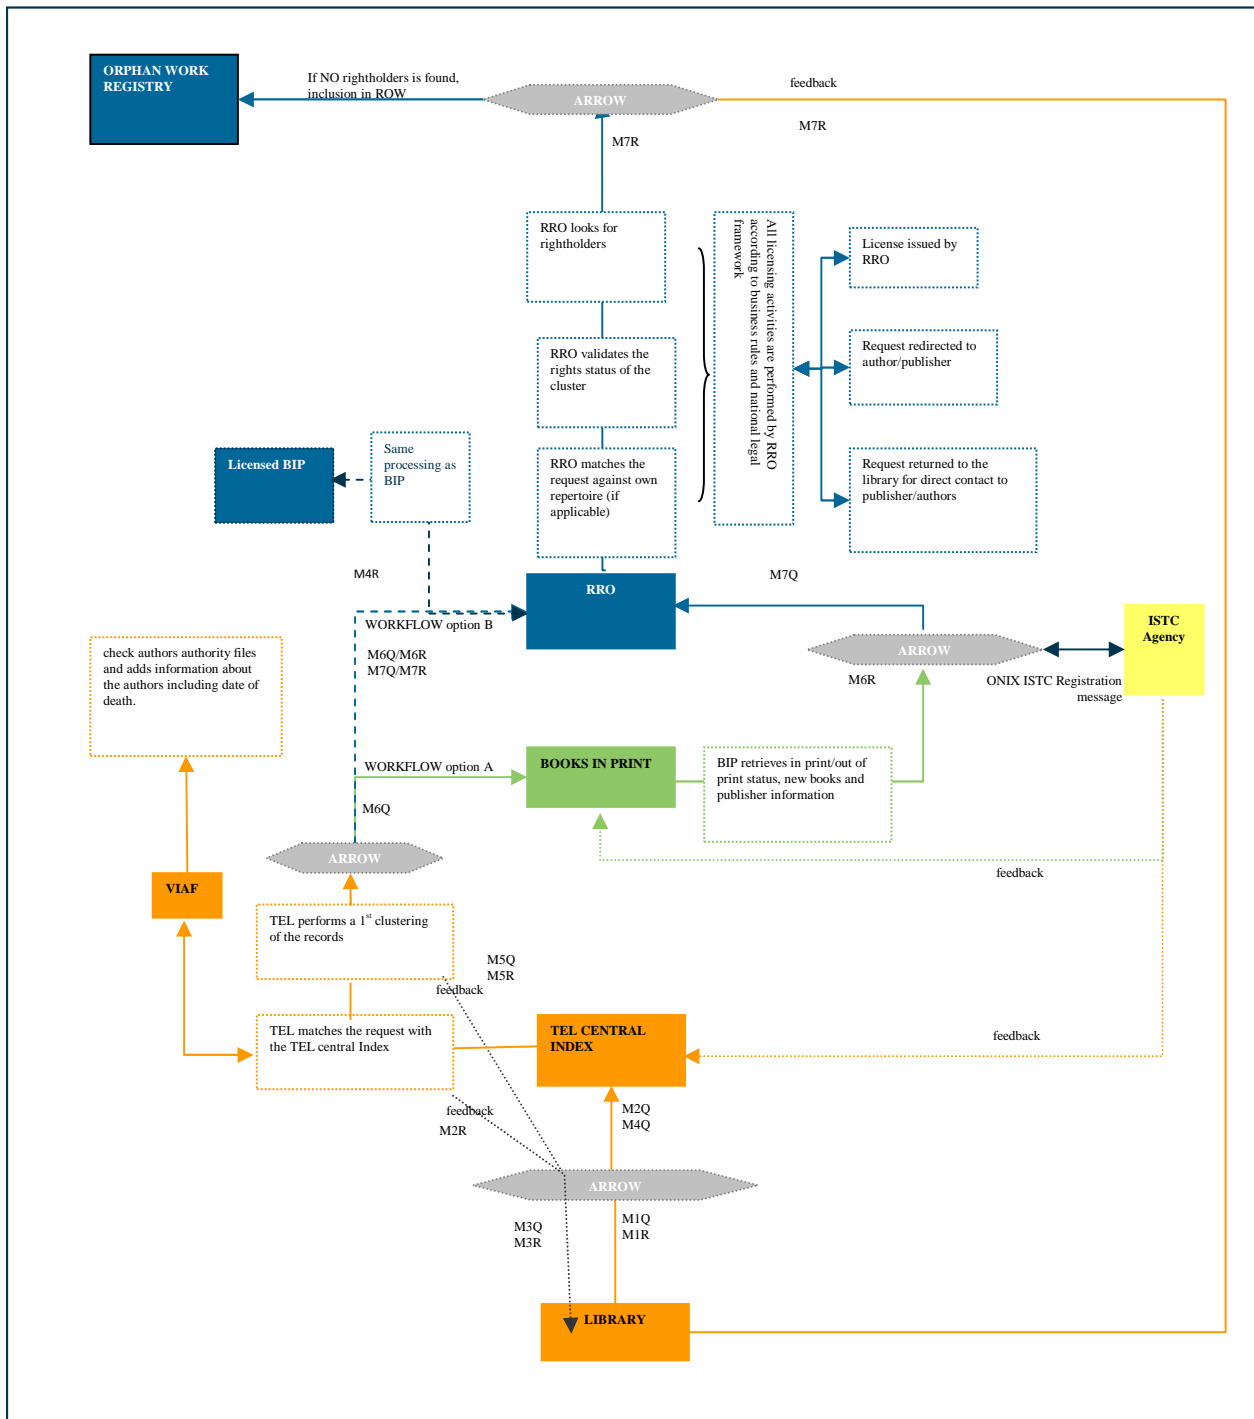 ORPHAN WORK
REGISTRY
If NO rightholders is found,
inclusion in ROW
ARROW
feedback
M7R
M7R
RRO looks for
rightholders
All licensing activities are performed by RRO
according to business rules and national legal
framework
License issued by
RRO
RRO validates the
rights status of the
cluster
Request redirected to
author/publisher
Licensed BIP
Same
processing as
BIP
RRO matches the
request against own
repertoire (if
applicable)
Request returned to the
library for direct contact to
publisher/authors
M4R
RRO
M7Q
WORKFLOW option B
M6Q/M6R
M7Q/M7R
ISTC
Agency
ARROW
M6R
ONIX ISTC Registration
message
check authors authority files
and adds information about
the authors including date of
death.
WORKFLOW option A
BOOKS IN PRINT
BIP retrieves in print/out of
print status, new books and
publisher information
M6Q
ARROW
feedback
VIAF
TEL performs a 1st clustering
of the records
M5Q
M5R
feedback
TEL matches the request with
the TEL central Index
TEL CENTRAL
INDEX
feedback
feedback
M2R
M2Q
M4Q
ARROW
M3Q
M3R
M1Q
M1R
LIBRARY